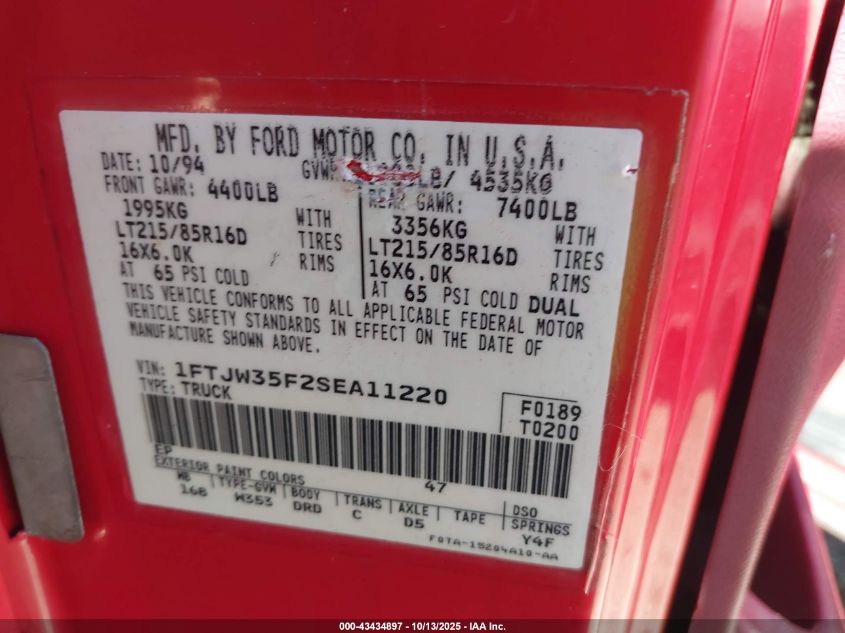 MFD. BY FORD MOTOR CO. IN U.S.A.
DATE: 10/94 GVWR LB/ 4535KG
FRONT GAWR: 4400LB REAR GAWR: 7400LB
1995KG WITH 3356KG WITH
LT215/85R16D TIRES LT215/85R16D TIRES
16X6.0K RIMS 16X6.0K RIMS
AT 65 PSI COLD AT 65 PSI COLD DUAL
THIS VEHICLE CONFORMS TO ALL APPLICABLE FEDERAL MOTOR
VEHICLE SAFETY STANDARDS IN EFFECT ON THE DATE OF
MANUFACTURE SHOWN ABOVE.
VIN: 1FTJW35F2SEA11220
TYPE: TRUCK
F0189
T0200
EP 47
EXTERIOR PAINT COLORS DSO
WB TYPE-GVW BODY TRANS AXLE TAPE SPRINGS
168 W353 DRD C D5 Y4F
F0TA-15204A10-AA
000-43434897 - 10/13/2025 - IAA Inc.